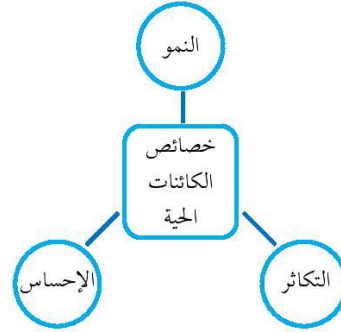 النمو
خصائص
الكائنات
الحية
التكاثر
الإحساس